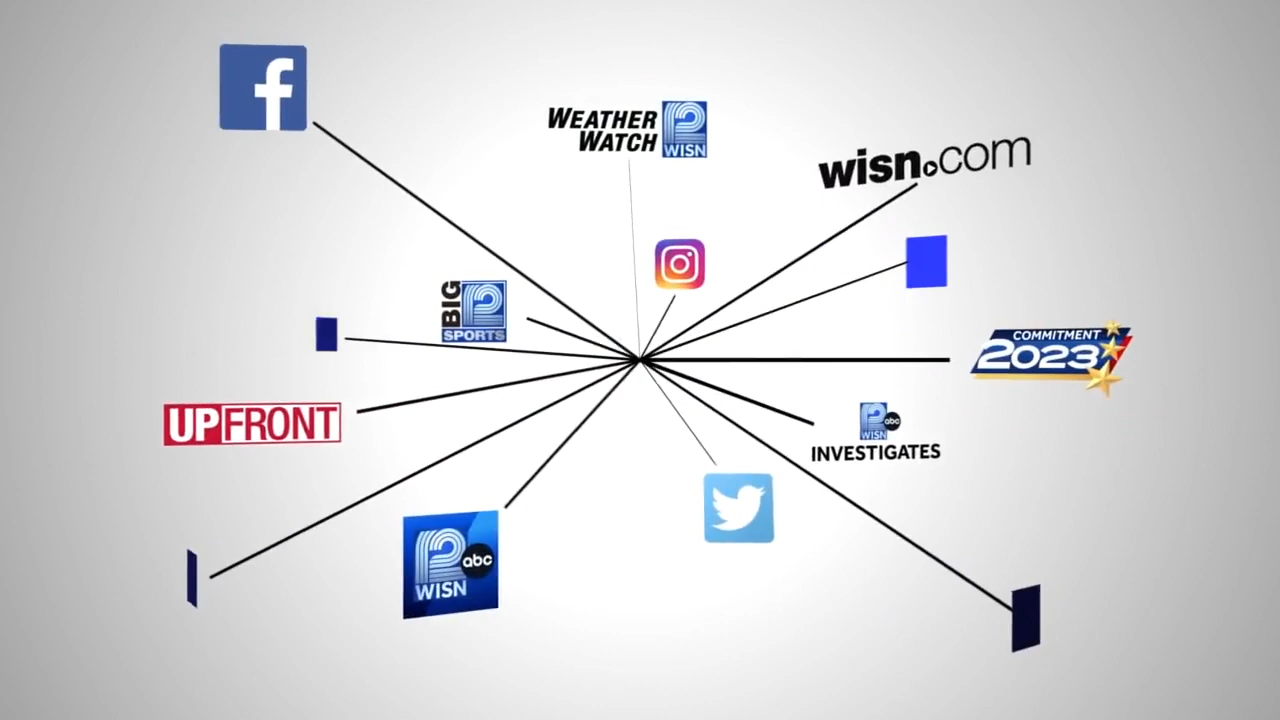 f
WEATHER
WATCH
12
WISN
wisn.com
BIG
12
SPORTS
COMMITMENT
2023
UPFRONT
12
abc
WISN
INVESTIGATES
12
abc
WISN